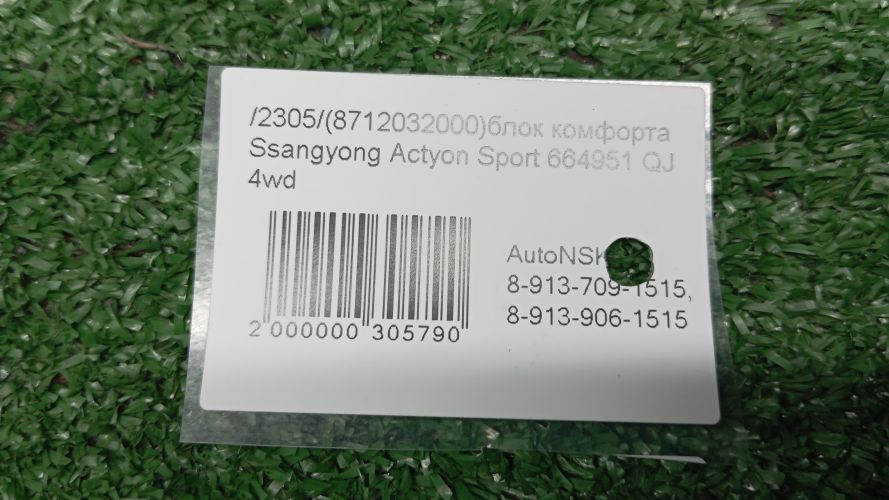 /2305/(8712032000)блок комфорта
Ssangyong Actyon Sport 664951 QJ
4wd
AutoNSK
8-913-709-1515,
8-913-906-1515
2 000000 305790